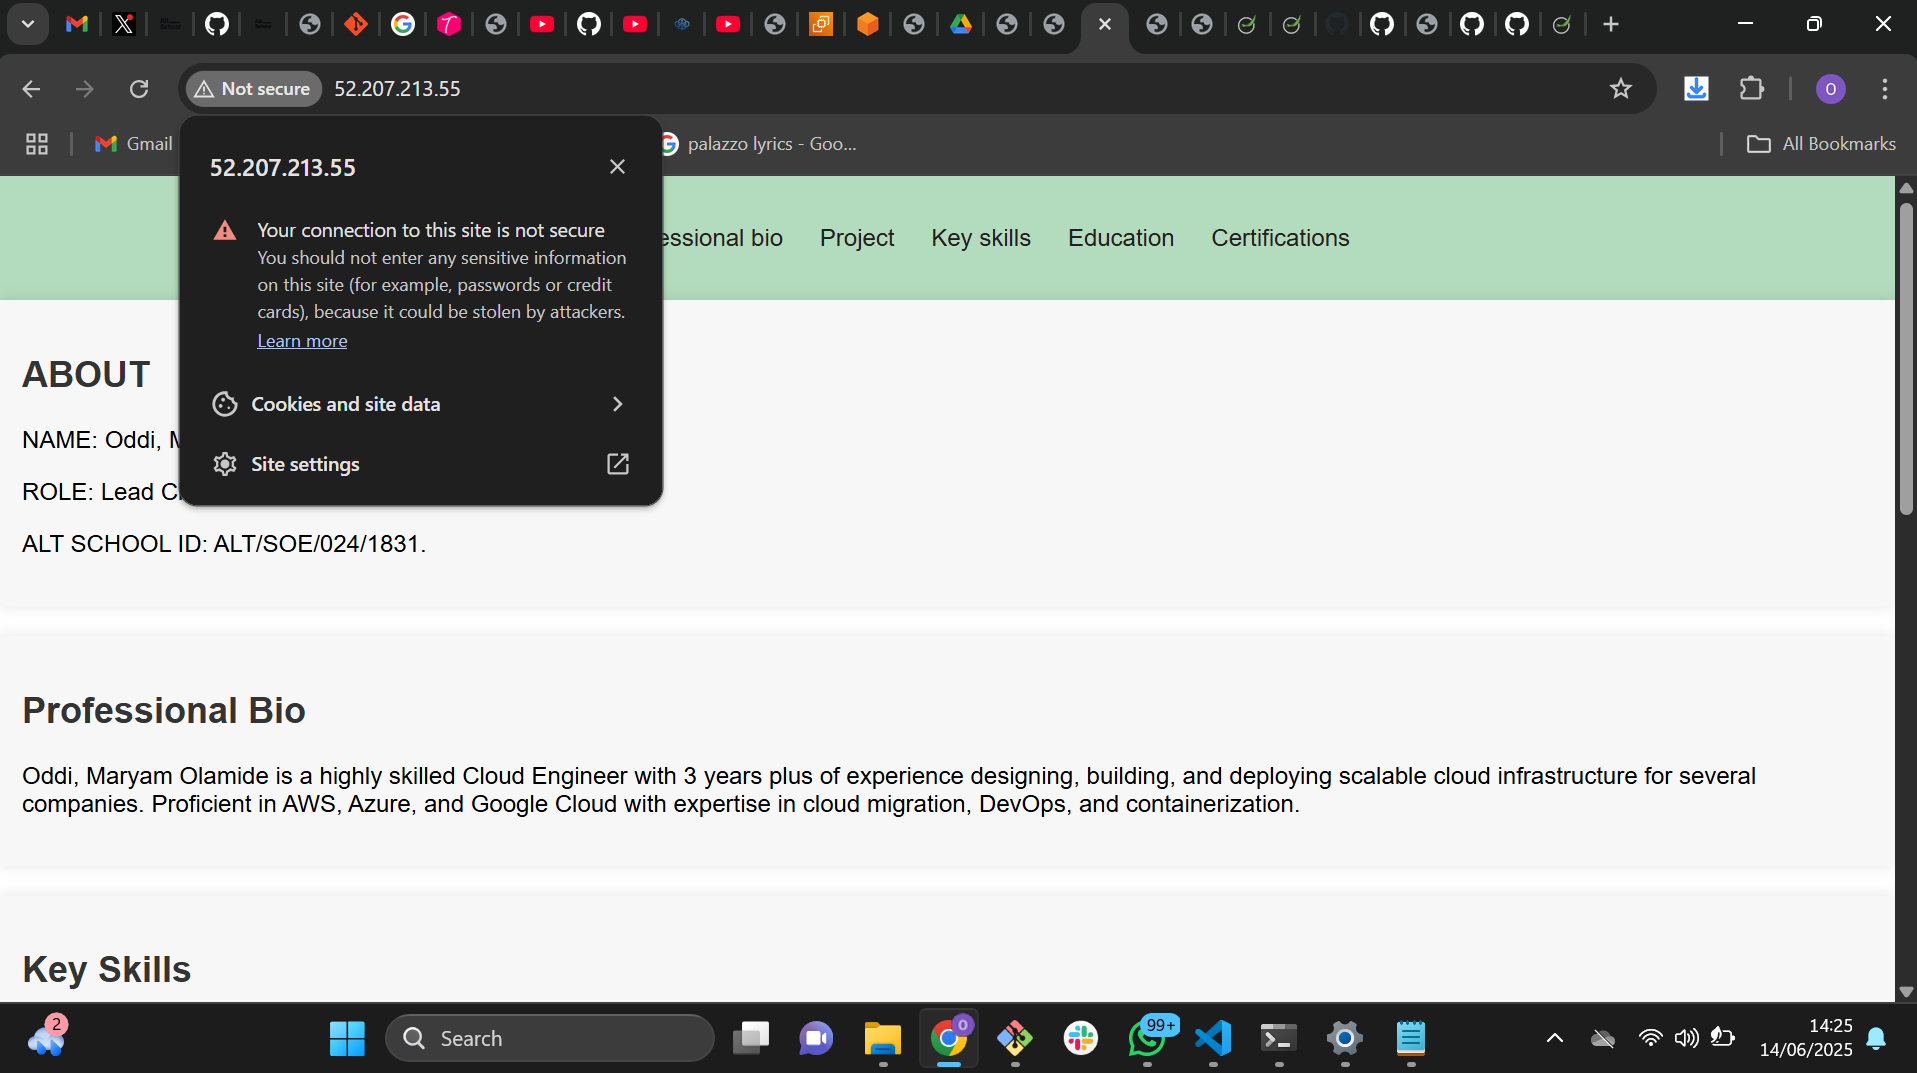 Not secure
52.207.213.55
Gmail
palazzo lyrics - Goo...
All Bookmarks
52.207.213.55
Your connection to this site is not secure
You should not enter any sensitive information
on this site (for example, passwords or credit
cards), because it could be stolen by attackers.
Learn more
Cookies and site data
Site settings
essional bio
Project
Key skills
Education
Certifications
ABOUT
NAME: Oddi, M
ROLE: Lead C
ALT SCHOOL ID: ALT/SOE/024/1831.
Professional Bio
Oddi, Maryam Olamide is a highly skilled Cloud Engineer with 3 years plus of experience designing, building, and deploying scalable cloud infrastructure for several
companies. Proficient in AWS, Azure, and Google Cloud with expertise in cloud migration, DevOps, and containerization.
Key Skills
2
Search
99+
14:25
14/06/2025